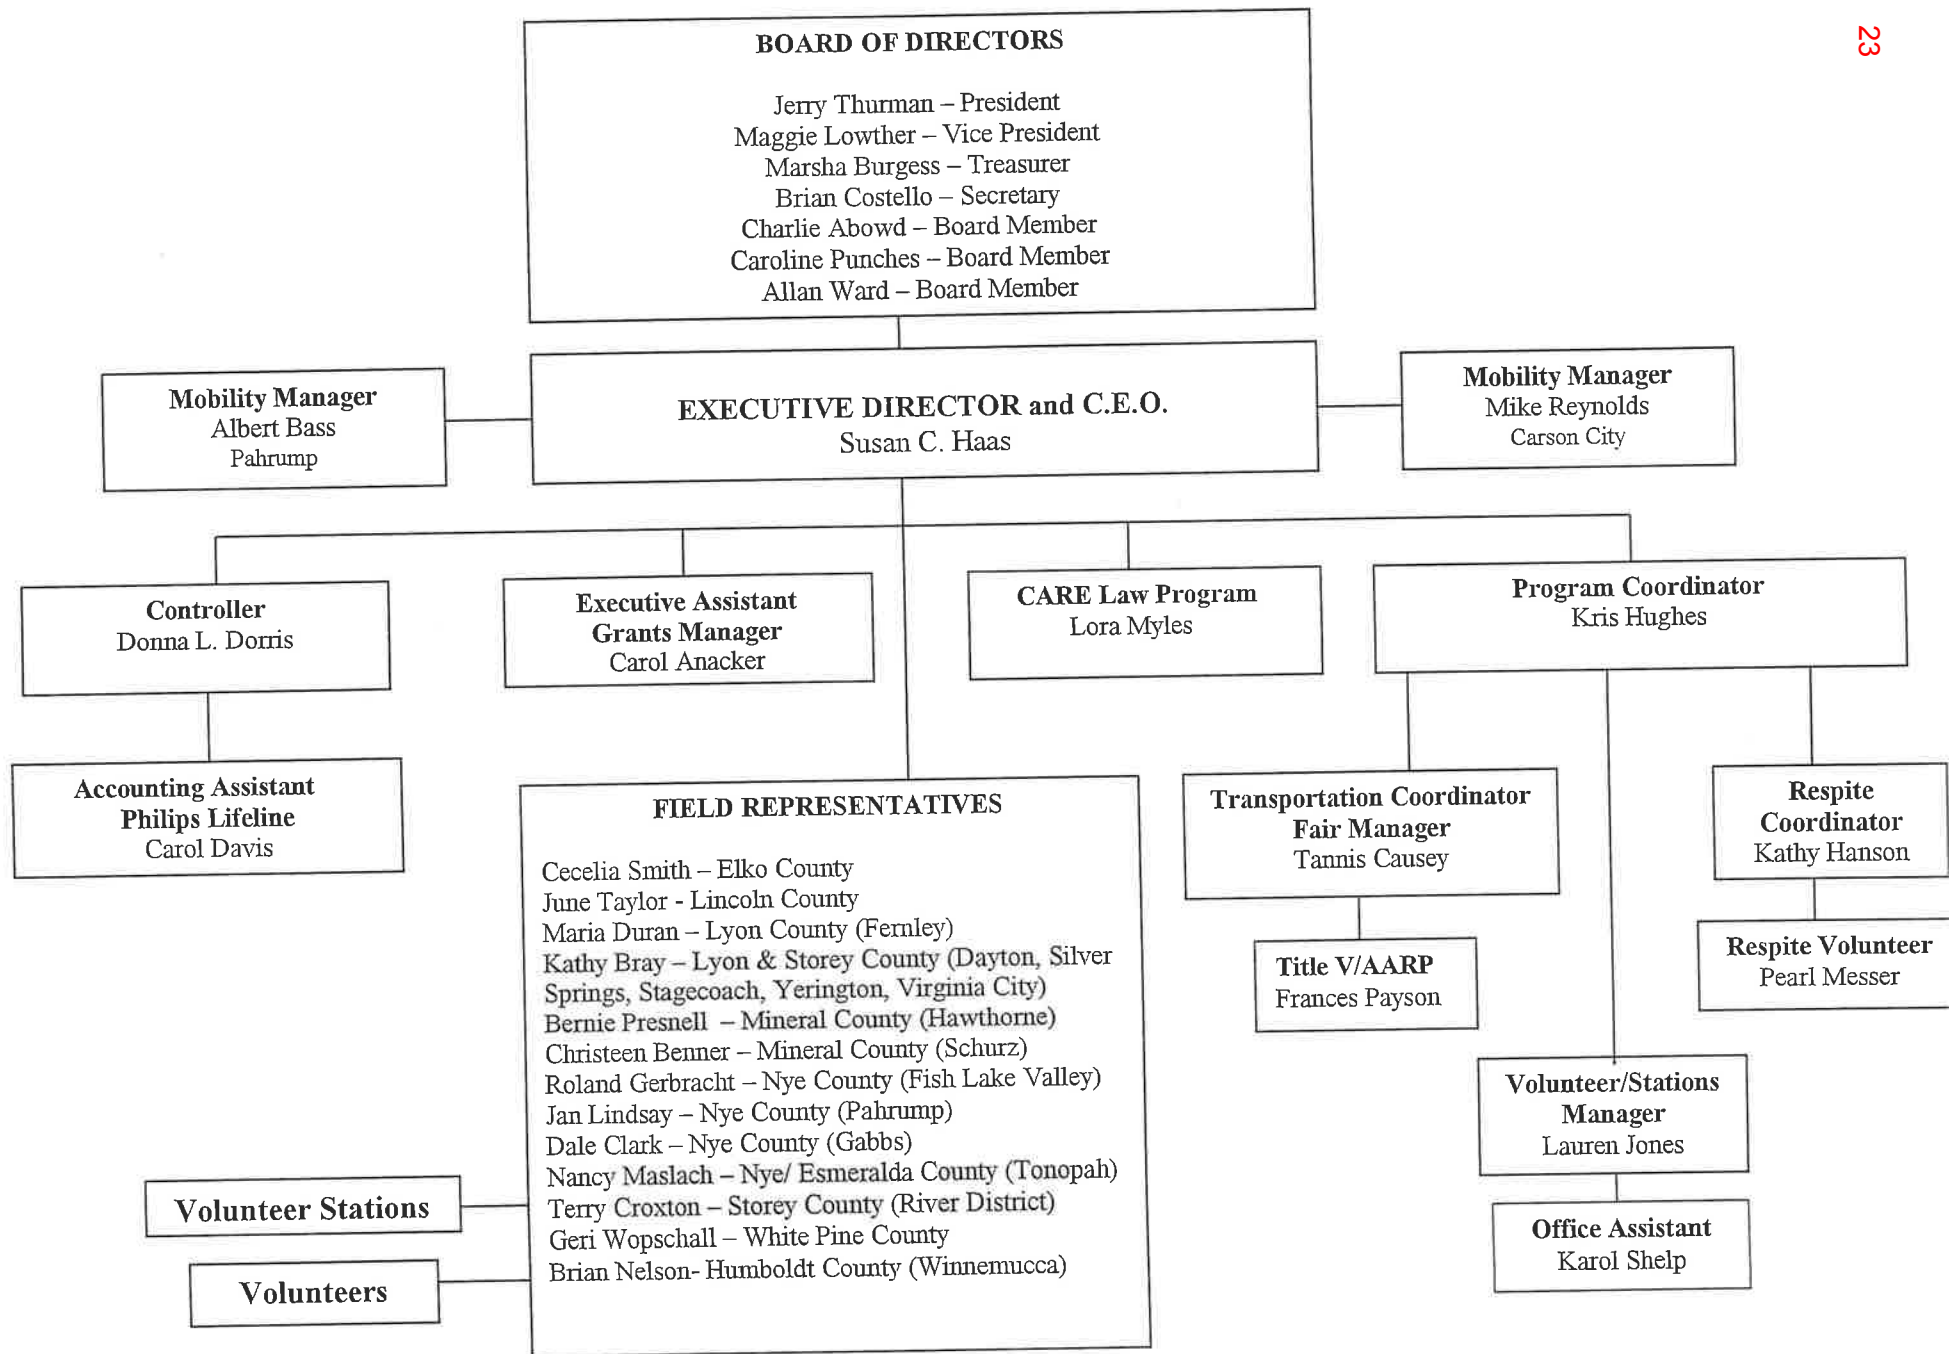 23
BOARD OF DIRECTORS
Jerry Thurman – President
Maggie Lowther – Vice President
Marsha Burgess – Treasurer
Brian Costello – Secretary
Charlie Abowd – Board Member
Caroline Punches – Board Member
Allan Ward – Board Member
Mobility Manager
Albert Bass
Pahrump
EXECUTIVE DIRECTOR and C.E.O.
Susan C. Haas
Mobility Manager
Mike Reynolds
Carson City
Controller
Donna L. Dorris
Executive Assistant
Grants Manager
Carol Anacker
CARE Law Program
Lora Myles
Program Coordinator
Kris Hughes
Accounting Assistant
Philips Lifeline
Carol Davis
FIELD REPRESENTATIVES
Cecelia Smith – Elko County
June Taylor - Lincoln County
Maria Duran – Lyon County (Fernley)
Kathy Bray – Lyon & Storey County (Dayton, Silver
Springs, Stagecoach, Yerington, Virginia City)
Bernie Presnell – Mineral County (Hawthorne)
Christeen Benner – Mineral County (Schurz)
Roland Gerbracht – Nye County (Fish Lake Valley)
Jan Lindsay – Nye County (Pahrump)
Dale Clark – Nye County (Gabbs)
Nancy Maslach – Nye/ Esmeralda County (Tonopah)
Terry Croxton – Storey County (River District)
Geri Wopschall – White Pine County
Brian Nelson- Humboldt County (Winnemucca)
Volunteer Stations
Volunteers
Transportation Coordinator
Fair Manager
Tannis Causey
Title V/AARP
Frances Payson
Respite
Coordinator
Kathy Hanson
Respite Volunteer
Pearl Messer
Volunteer/Stations
Manager
Lauren Jones
Office Assistant
Karol Shelp